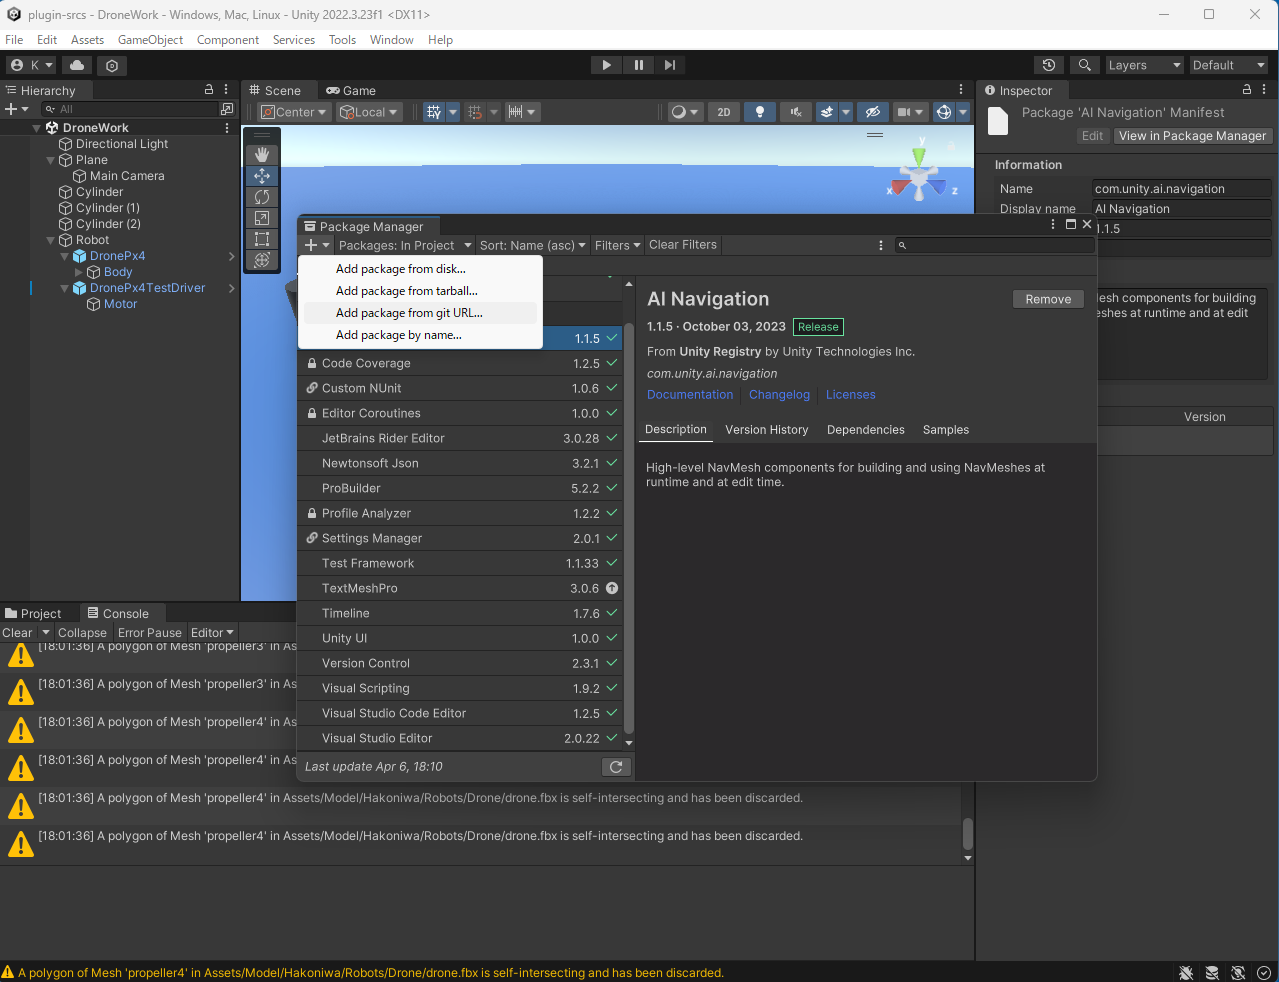 plugin-srcs - DroneWork - Windows, Mac, Linux - Unity 2022.3.23f1 <DX11>
File Edit Assets GameObject Component Services Tools Window Help
K Layers Default
Hierarchy
All
DroneWork
Directional Light
Plane
Main Camera
Cylinder
Cylinder (1)
Cylinder (2)
Robot
DronePx4
Body
DronePx4TestDriver
Motor
Scene Game
Center Local 2D
y
x z
Inspector
Package 'AI Navigation' Manifest
Edit View in Package Manager
Information
Name com.unity.ai.navigation
Display name AI Navigation
1.1.5
mesh components for building
eshes at runtime and at edit
Version
Package Manager
Packages: In Project Sort: Name (asc) Filters Clear Filters
Add package from disk...
Add package from tarball...
Add package from git URL...
Add package by name...
1.1.5
Code Coverage 1.2.5
Custom NUnit 1.0.6
Editor Coroutines 1.0.0
JetBrains Rider Editor 3.0.28
Newtonsoft Json 3.2.1
ProBuilder 5.2.2
Profile Analyzer 1.2.2
Settings Manager 2.0.1
Test Framework 1.1.33
TextMeshPro 3.0.6
Timeline 1.7.6
Unity UI 1.0.0
Version Control 2.3.1
Visual Scripting 1.9.2
Visual Studio Code Editor 1.2.5
Visual Studio Editor 2.0.22
Last update Apr 6, 18:10
AI Navigation
Remove
1.1.5 · October 03, 2023 Release
From Unity Registry by Unity Technologies Inc.
com.unity.ai.navigation
Documentation Changelog Licenses
Description Version History Dependencies Samples
High-level NavMesh components for building and using NavMeshes at
runtime and at edit time.
Project Console
Clear Collapse Error Pause Editor
[18:01:36] A polygon of Mesh 'propeller3' in As
[18:01:36] A polygon of Mesh 'propeller3' in As
[18:01:36] A polygon of Mesh 'propeller4' in As
[18:01:36] A polygon of Mesh 'propeller4' in As
[18:01:36] A polygon of Mesh 'propeller4' in Assets/Model/Hakoniwa/Robots/Drone/drone.fbx is self-intersecting and has been discarded.
[18:01:36] A polygon of Mesh 'propeller4' in Assets/Model/Hakoniwa/Robots/Drone/drone.fbx is self-intersecting and has been discarded.
A polygon of Mesh 'propeller4' in Assets/Model/Hakoniwa/Robots/Drone/drone.fbx is self-intersecting and has been discarded.